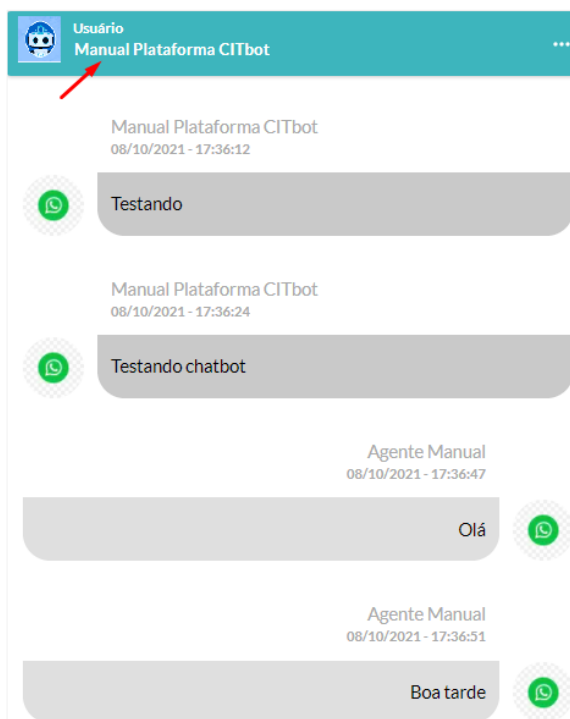 Usuário
Manual Plataforma CITbot
Manual Plataforma CITbot
08/10/2021 - 17:36:12
Testando
Manual Plataforma CITbot
08/10/2021 - 17:36:24
Testando chatbot
Agente Manual
08/10/2021 - 17:36:47
Olá
Agente Manual
08/10/2021 - 17:36:51
Boa tarde